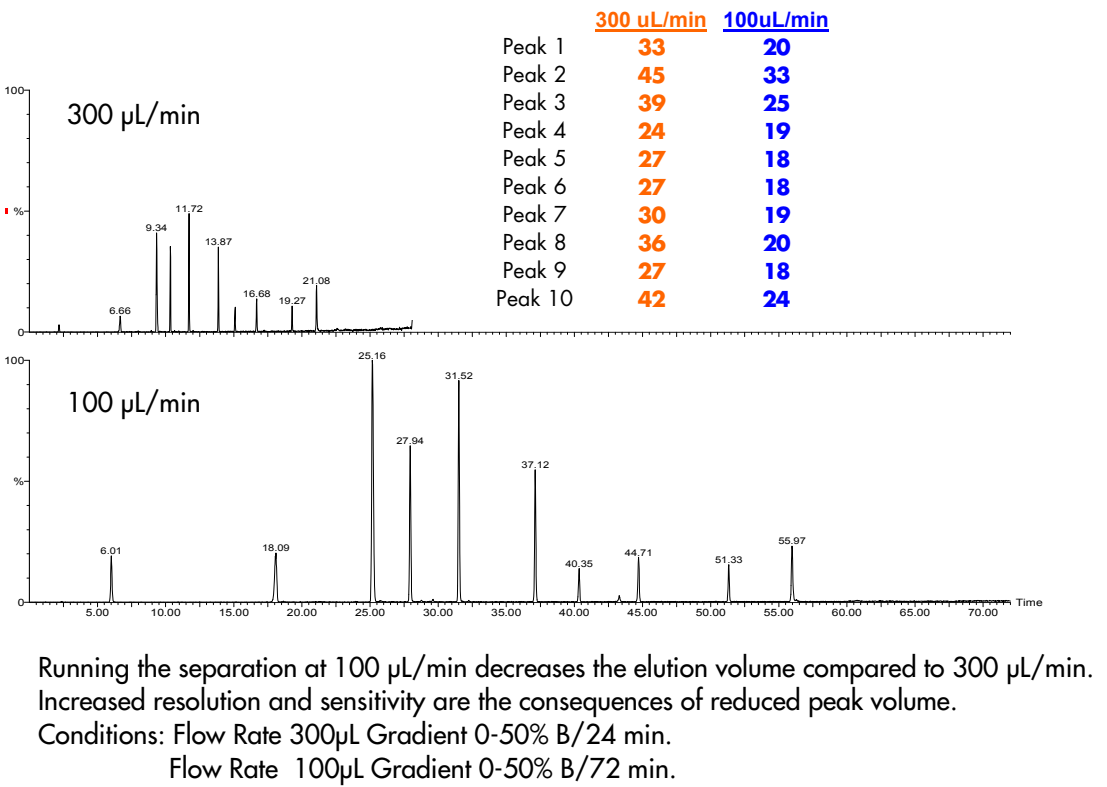 300 uL/min 100uL/min
Peak 1 33 20
Peak 2 45 33
Peak 3 39 25
Peak 4 24 19
Peak 5 27 18
Peak 6 27 18
Peak 7 30 19
Peak 8 36 20
Peak 9 27 18
Peak 10 42 24
100
300 µL/min
%
11.72
9.34
13.87
16.68
21.08
19.27
6.66
0
100
25.16
31.52
100 µL/min
27.94
37.12
%
6.01
18.09
40.35
44.71
51.33
55.97
0
5.00 10.00 15.00 20.00 25.00 30.00 35.00 40.00 45.00 50.00 55.00 60.00 65.00 70.00 Time
Running the separation at 100 µL/min decreases the elution volume compared to 300 µL/min.
Increased resolution and sensitivity are the consequences of reduced peak volume.
Conditions: Flow Rate 300µL Gradient 0-50% B/24 min.
Flow Rate 100µL Gradient 0-50% B/72 min.